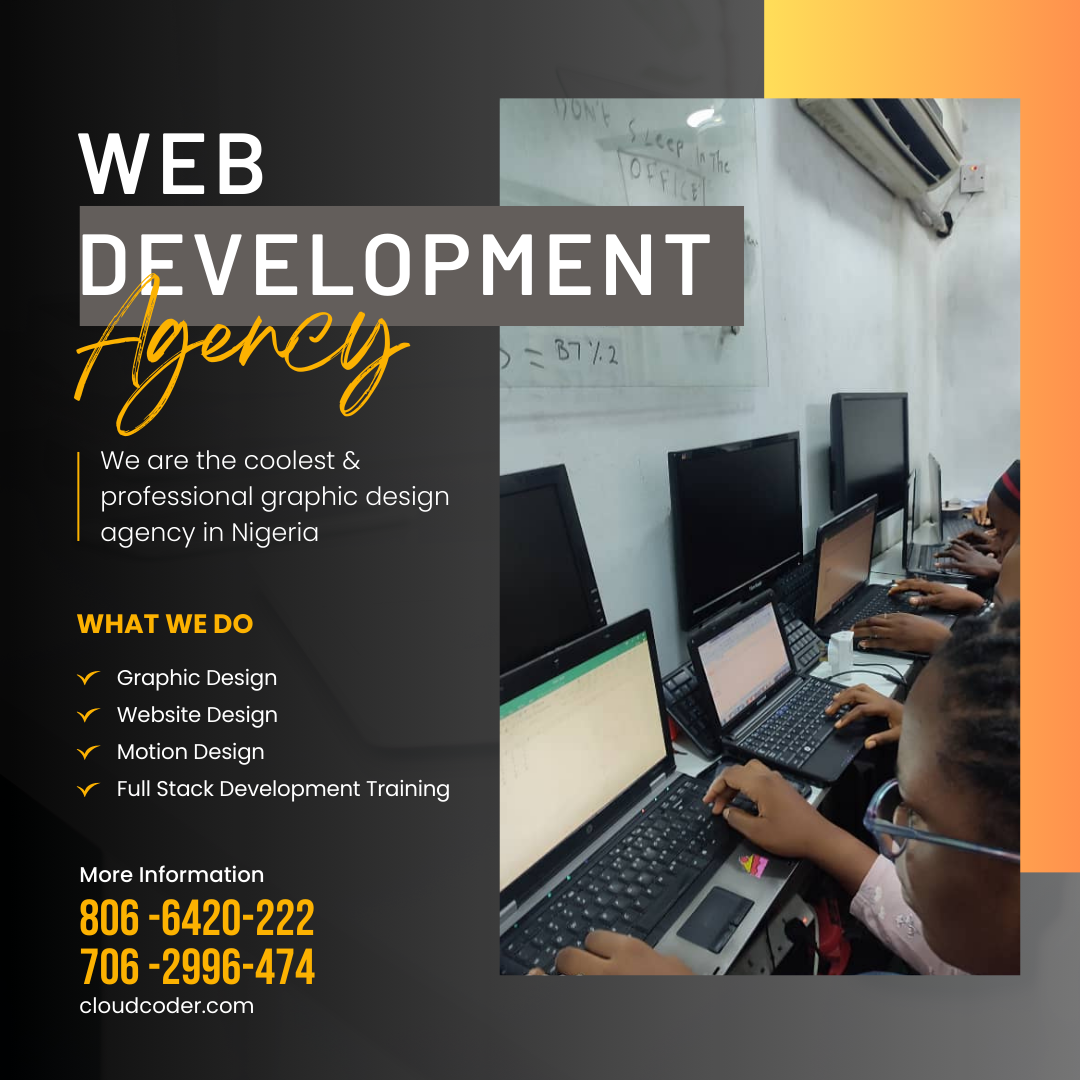 WEB
DEVELOPMENT
Agency
We are the coolest &
professional graphic design
agency in Nigeria
WHAT WE DO
Graphic Design
Website Design
Motion Design
Full Stack Development Training
More Information
806 -6420-222
706 -2996-474
cloudcoder.com
DON'T
SLeep In The
OFFICE
= B7%2